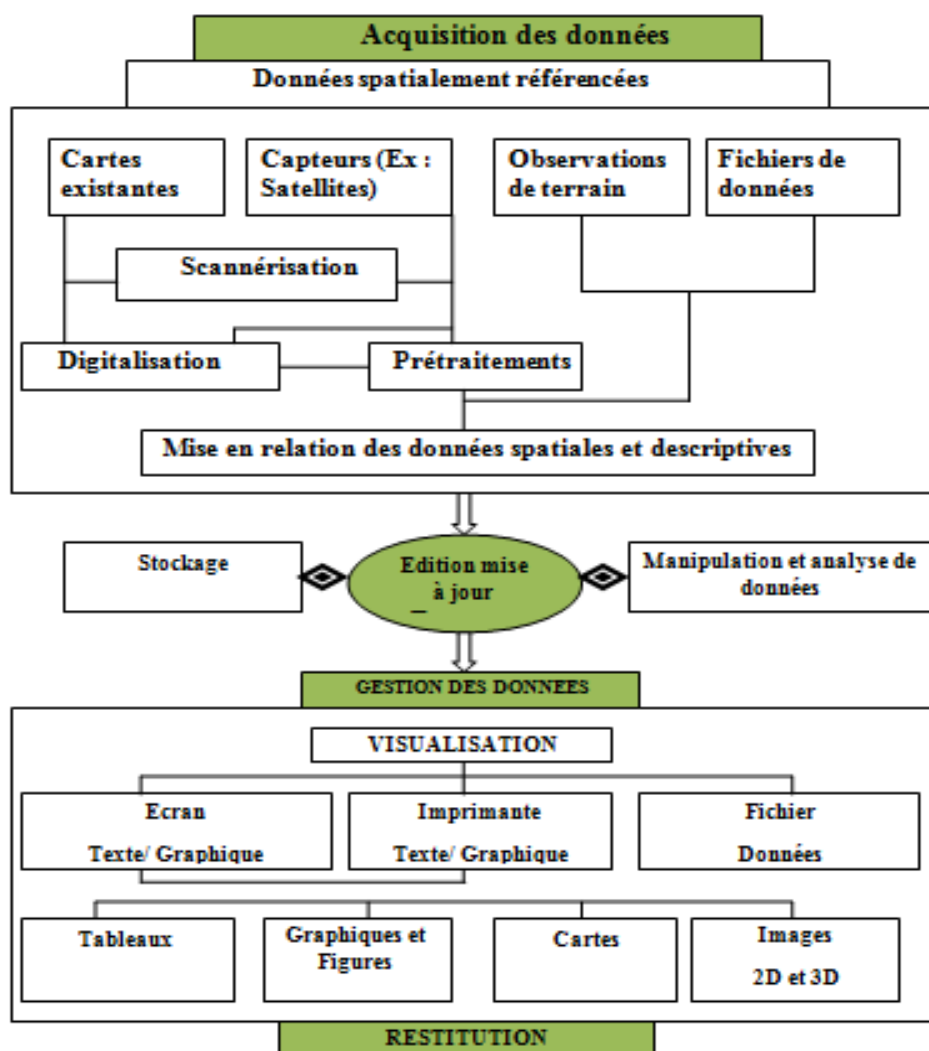 Acquisition des données
Données spatialement référencées
Cartes
existantes
Capteurs (Ex :
Satellites)
Observations
de terrain
Fichiers de
données
Scannérisation
Digitalisation
Prétraitements
Mise en relation des données spatiales et descriptives
Stockage
Edition mise
à jour
Manipulation et analyse de
données
GESTION DES DONNEES
VISUALISATION
Ecran
Texte/ Graphique
Imprimante
Texte/ Graphique
Fichier
Données
Tableaux
Graphiques et
Figures
Cartes
Images
2D et 3D
RESTITUTION